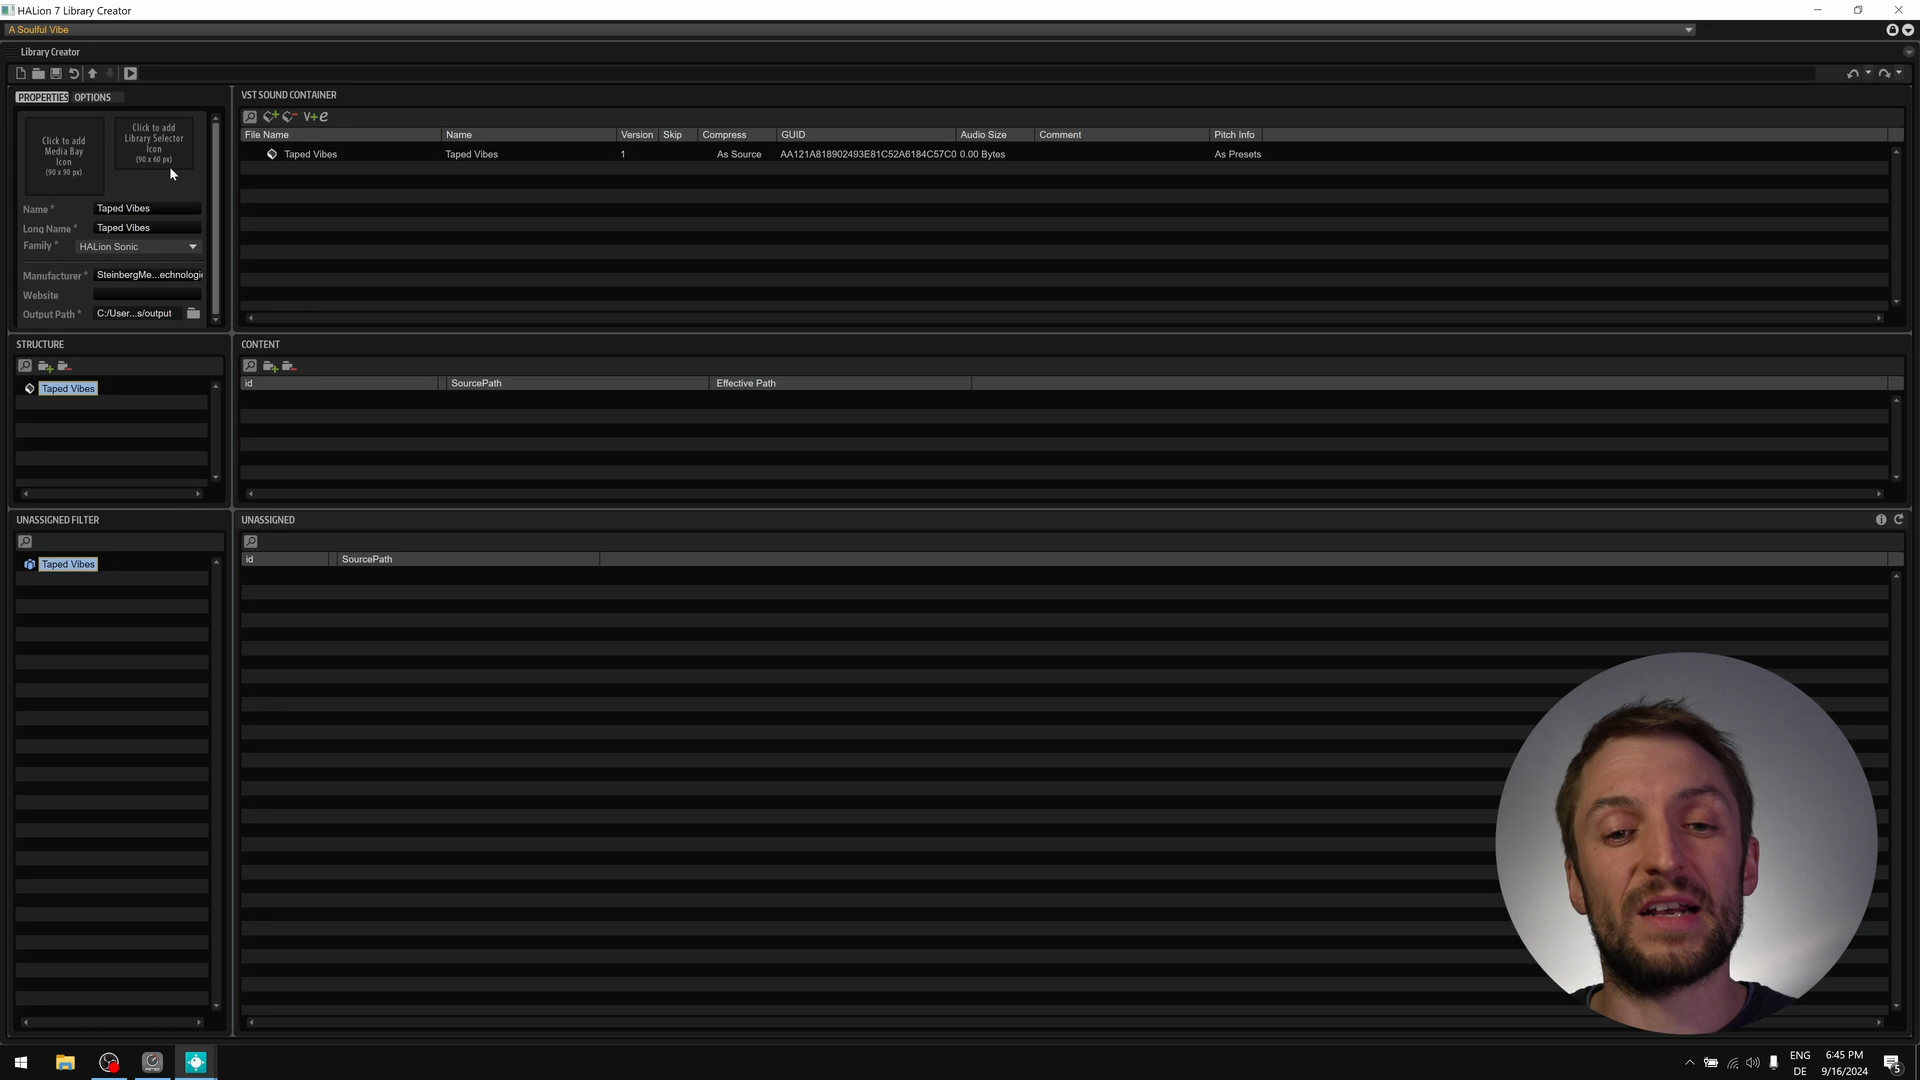 HALion 7 Library Creator
A Soulful Vibe
Library Creator
PROPERTIES OPTIONS
Click to add
Media Bay
Icon
(90 x 90 px)
Click to add
Library Selector
Icon
(90 x 60 px)
Name * Taped Vibes
Long Name * Taped Vibes
Family * HALion Sonic
Manufacturer * SteinbergMe...echnologi
Website
Output Path * C:/User...s/output
VST SOUND CONTAINER
V+e
File Name Name Version Skip Compress GUID Audio Size Comment Pitch Info
Taped Vibes Taped Vibes 1 As Source AA121A818902493E81C52A6184C57C0 0.00 Bytes As Presets
STRUCTURE
Taped Vibes
CONTENT
id SourcePath Effective Path
UNASSIGNED FILTER
Taped Vibes
UNASSIGNED
id SourcePath
ENG
DE
6:45 PM
9/16/2024
5